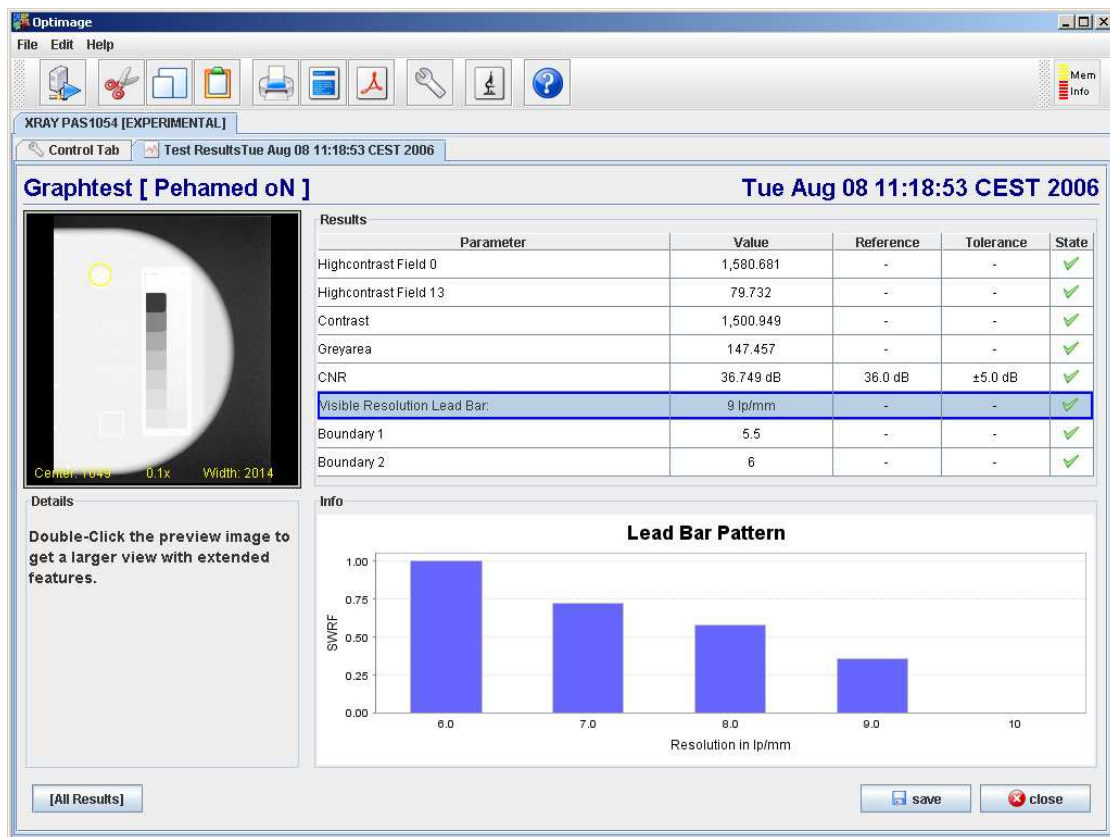 Optimage
File Edit Help
Mem
Info
XRAY PAS1054 [EXPERIMENTAL]
Control Tab
Test ResultsTue Aug 08 11:18:53 CEST 2006
Graphtest [ Pehamed oN ]
Tue Aug 08 11:18:53 CEST 2006
Center: 1049 0.1x Width: 2014
Results
Parameter Value Reference Tolerance State
Highcontrast Field 0 1,580.681 - -
Highcontrast Field 13 79.732 - -
Contrast 1,500.949 - -
Greyarea 147.457 - -
CNR 36.749 dB 36.0 dB ±5.0 dB
Visible Resolution Lead Bar: 9 lp/mm - -
Boundary 1 5.5 - -
Boundary 2 6 - -
Details
Double-Click the preview image to
get a larger view with extended
features.
Info
Lead Bar Pattern
SWRF
1.00
0.75
0.50
0.25
0.00
6.0 7.0 8.0 9.0 10
Resolution in lp/mm
[All Results]
save
close